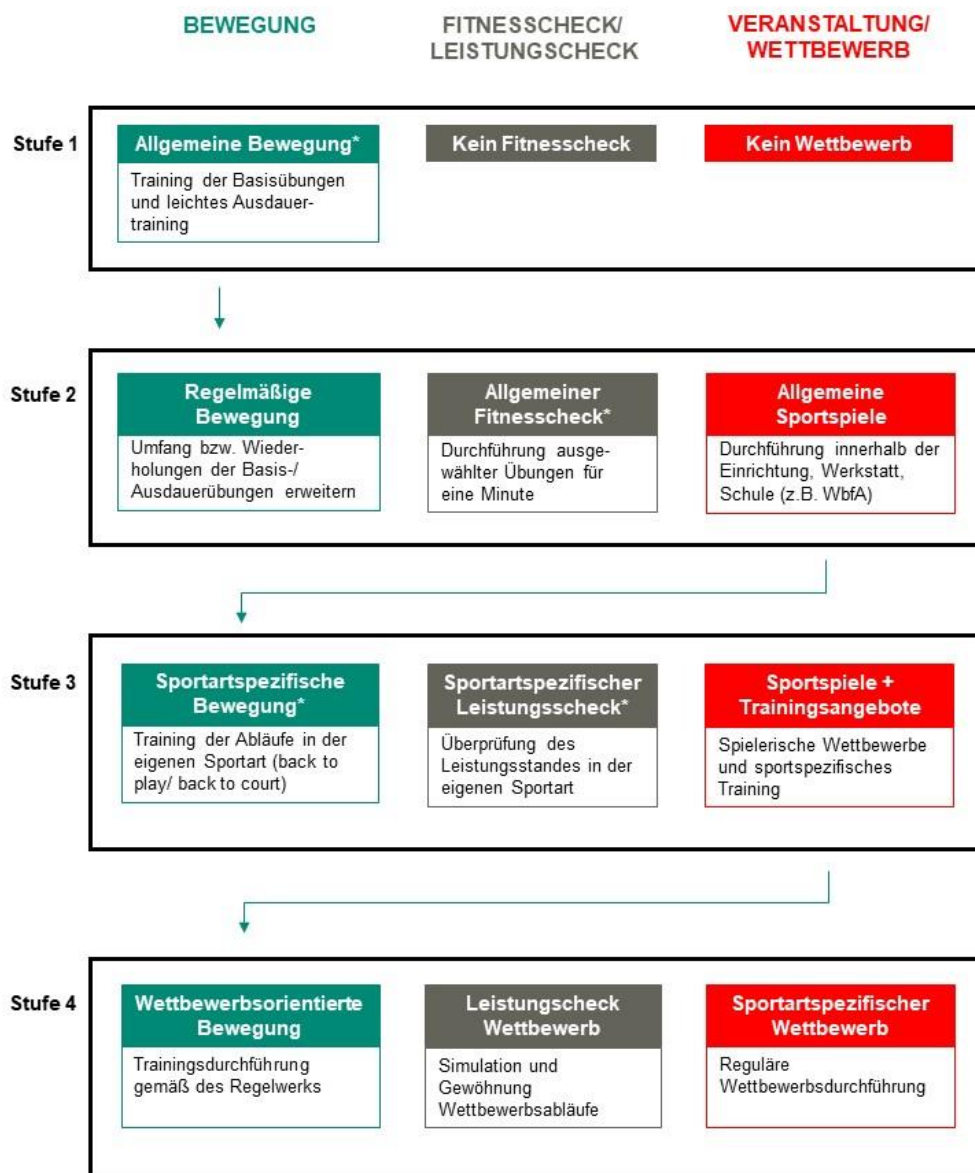 BEWEGUNG
FITNESSCHECK/
LEISTUNGSCHECK
VERANSTALTUNG/
WETTBEWERB
Stufe 1
Allgemeine Bewegung*
Training der Basisübungen
und leichtes Ausdauer-
training
Kein Fitnesscheck
Kein Wettbewerb
Stufe 2
Regelmäßige
Bewegung
Umfang bzw. Wieder-
holungen der Basis-/
Ausdauerübungen erweitern
Allgemeiner
Fitnesscheck*
Durchführung ausge-
wählter Übungen für
eine Minute
Allgemeine
Sportspiele
Durchführung innerhalb der
Einrichtung, Werkstatt,
Schule (z.B. WbfA)
Stufe 3
Sportartspezifische
Bewegung*
Training der Abläufe in der
eigenen Sportart (back to
play/ back to court)
Sportartspezifischer
Leistungsscheck*
Überprüfung des
Leistungsstandes in der
eigenen Sportart
Sportspiele +
Trainingsangebote
Spielerische Wettbewerbe
und sportspezifisches
Training
Stufe 4
Wettbewerbsorientierte
Bewegung
Trainingsdurchführung
gemäß des Regelwerks
Leistungscheck
Wettbewerb
Simulation und
Gewöhnung
Wettbewerbsabläufe
Sportartspezifischer
Wettbewerb
Reguläre
Wettbewerbsdurchführung